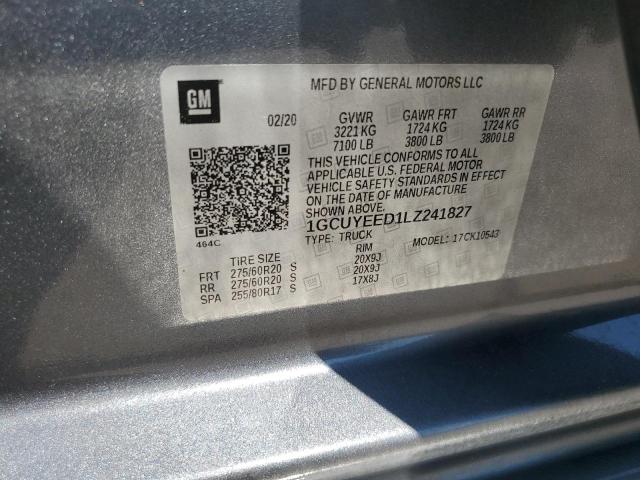 GM
MFD BY GENERAL MOTORS LLC
02/20 GVWR GAWR FRT GAWR RR
3221 KG 1724 KG 1724 KG
7100 LB 3800 LB 3800 LB
THIS VEHICLE CONFORMS TO ALL
APPLICABLE U.S. FEDERAL MOTOR
VEHICLE SAFETY STANDARDS IN EFFECT
ON THE DATE OF MANUFACTURE
SHOWN ABOVE.
1GCUYEED1LZ241827
464C
TYPE: TRUCK MODEL: 17CK10543
TIRE SIZE RIM
FRT 275/60R20 S 20X9J
RR 275/60R20 S 20X9J
SPA 255/80R17 S 17X8J